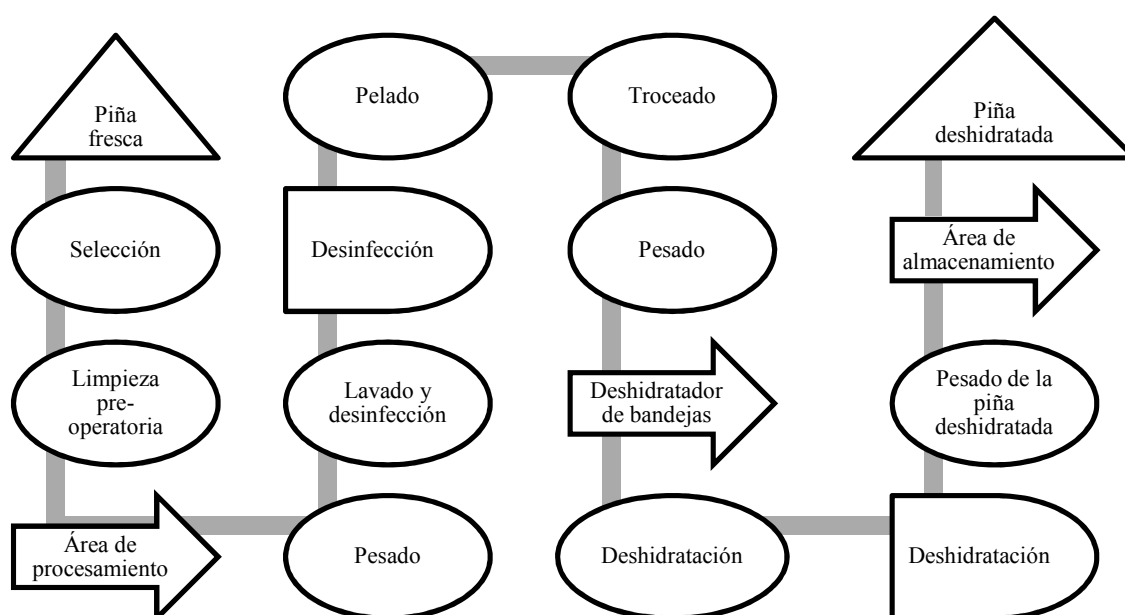 Piña
fresca
Selección
Limpieza
pre-
operatoria
Área de
procesamiento
Pesado
Lavado y
desinfección
Desinfección
Pelado
Troceado
Pesado
Deshidratador
de bandejas
Deshidratación
Deshidratación
Pesado de la
piña
deshidratada
Área de
almacenamiento
Piña
deshidratada